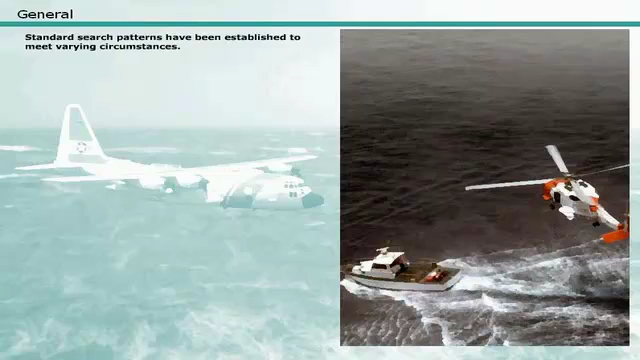 General
Standard search patterns have been established to
meet varying circumstances.